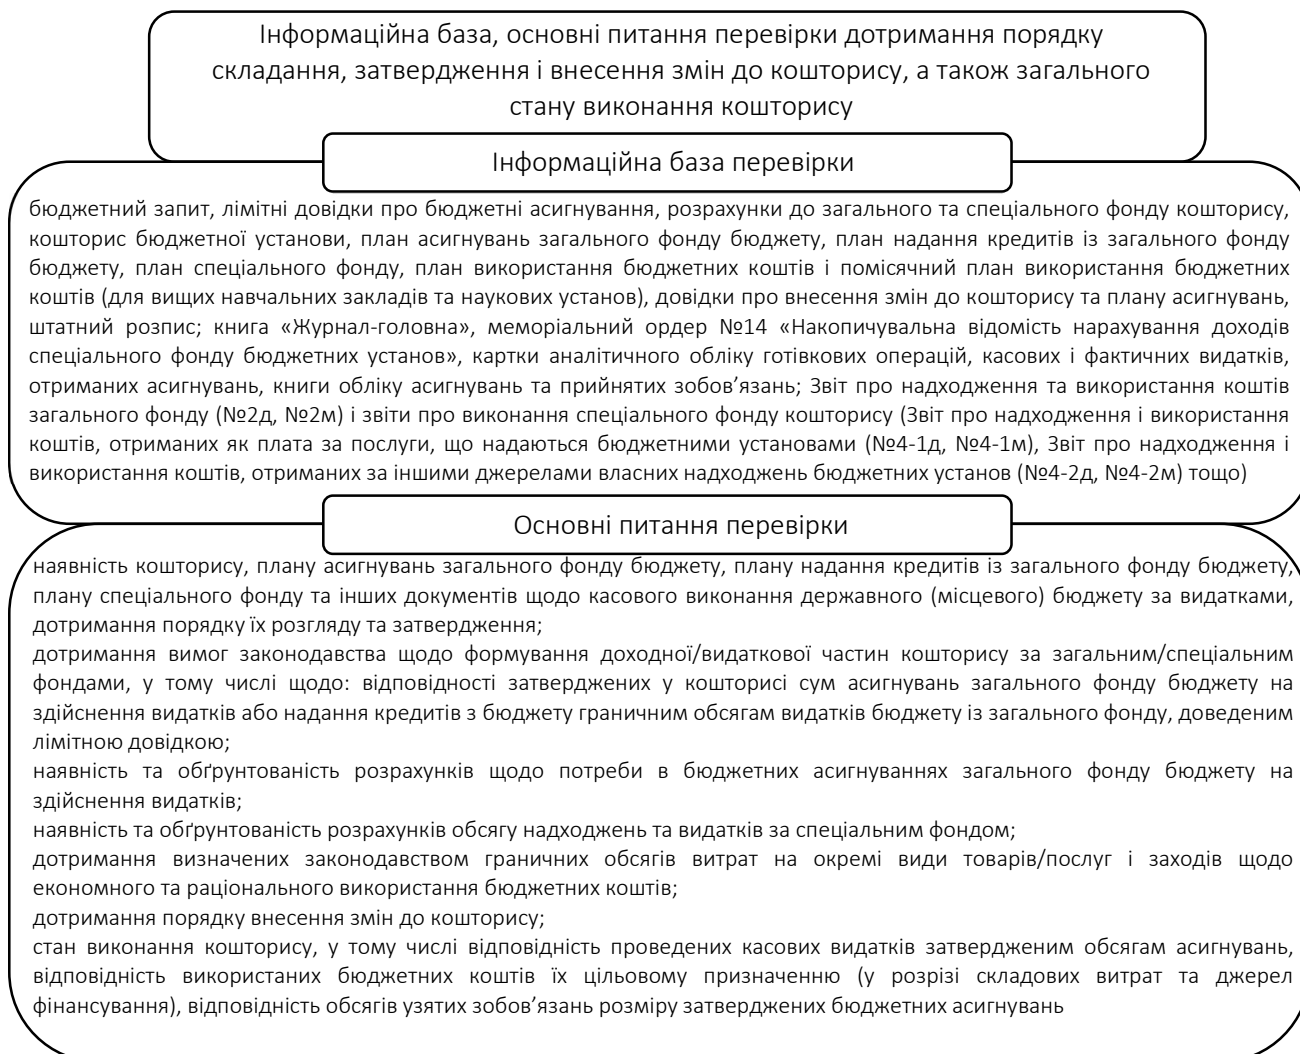 Інформаційна база, основні питання перевірки дотримання порядку
складання, затвердження і внесення змін до кошторису, а також загального
стану виконання кошторису
Інформаційна база перевірки
бюджетний запит, лімітні довідки про бюджетні асигнування, розрахунки до загального та спеціального фонду кошторису,
кошторис бюджетної установи, план асигнувань загального фонду бюджету, план надання кредитів із загального фонду
бюджету, план спеціального фонду, план використання бюджетних коштів і помісячний план використання бюджетних
коштів (для вищих навчальних закладів та наукових установ), довідки про внесення змін до кошторису та плану асигнувань,
штатний розпис; книга «Журнал-головна», меморіальний ордер №14 «Накопичувальна відомість нарахування доходів
спеціального фонду бюджетних установ», картки аналітичного обліку готівкових операцій, касових і фактичних видатків,
отриманих асигнувань, книги обліку асигнувань та прийнятих зобов’язань; Звіт про надходження та використання коштів
загального фонду (№2д, №2м) і звіти про виконання спеціального фонду кошторису (Звіт про надходження і використання
коштів, отриманих як плата за послуги, що надаються бюджетними установами (№4-1д, №4-1м), Звіт про надходження і
використання коштів, отриманих за іншими джерелами власних надходжень бюджетних установ (№4-2д, №4-2м) тощо)
Основні питання перевірки
наявність кошторису, плану асигнувань загального фонду бюджету, плану надання кредитів із загального фонду бюджету,
плану спеціального фонду та інших документів щодо касового виконання державного (місцевого) бюджету за видатками,
дотримання порядку їх розгляду та затвердження;
дотримання вимог законодавства щодо формування доходної/видаткової частин кошторису за загальним/спеціальним
фондами, у тому числі щодо: відповідності затверджених у кошторисі сум асигнувань загального фонду бюджету на
здійснення видатків або надання кредитів з бюджету граничним обсягам видатків бюджету із загального фонду, доведеним
лімітною довідкою;
наявність та обґрунтованість розрахунків щодо потреби в бюджетних асигнуваннях загального фонду бюджету на
здійснення видатків;
наявність та обґрунтованість розрахунків обсягу надходжень та видатків за спеціальним фондом;
дотримання визначених законодавством граничних обсягів витрат на окремі види товарів/послуг і заходів щодо
економного та раціонального використання бюджетних коштів;
дотримання порядку внесення змін до кошторису;
стан виконання кошторису, у тому числі відповідність проведених касових видатків затвердженим обсягам асигнувань,
відповідність використаних бюджетних коштів їх цільовому призначенню (у розрізі складових витрат та джерел
фінансування), відповідність обсягів узятих зобов’язань розміру затверджених бюджетних асигнувань